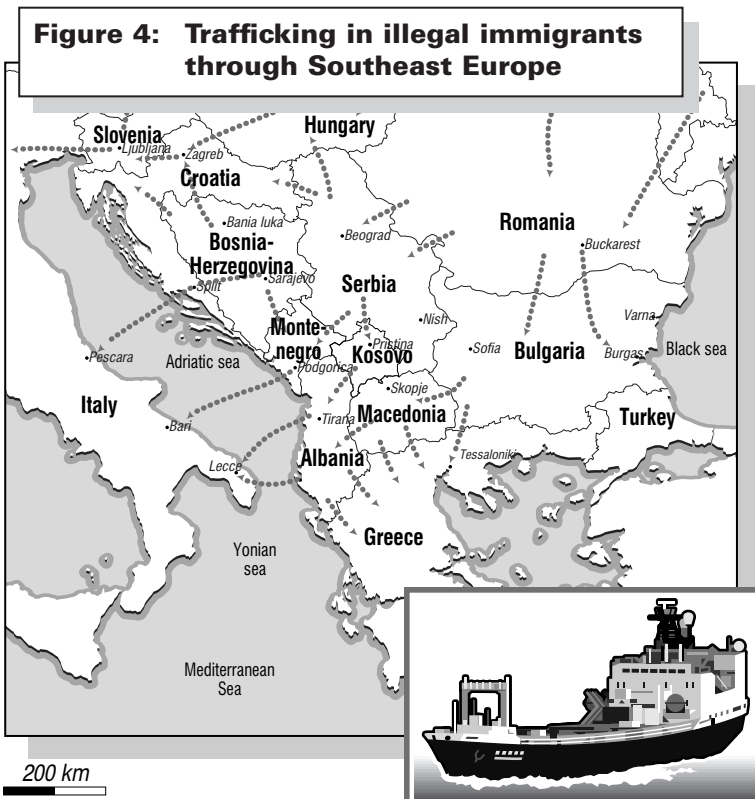 Figure 4: Trafficking in illegal immigrants
through Southeast Europe
Hungary
Slovenia
Ljubljana
Zagreb
Croatia
Romania
Bania luka
Beograd
Bosnia-
Herzegovina
Buckarest
Sarajevo
Split
Serbia
Monte-
negro
Nish
Varna
Pristina
Kosovo
Sofia
Bulgaria
Burgas
Black sea
Pescara
Adriatic sea
Podgorica
Skopje
Italy
Bari
Tirana
Macedonia
Turkey
Albania
Tessaloniki
Lecce
Greece
Yonian
sea
Mediterranean
Sea
200 km